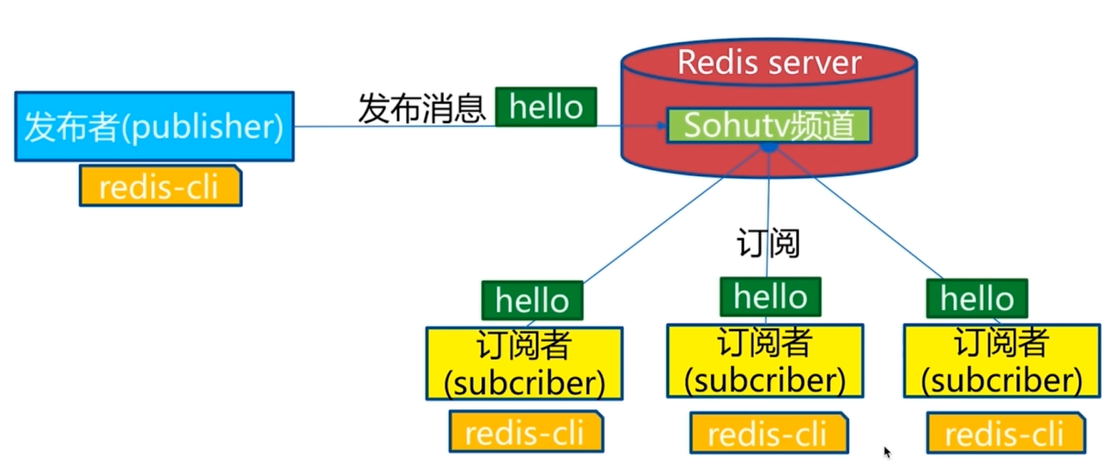 Redis server
发布消息
hello
发布者(publisher)
Sohutv频道
redis-cli
订阅
hello
hello
hello
订阅者
(subcriber)
订阅者
(subcriber)
订阅者
(subcriber)
redis-cli
redis-cli
redis-cli